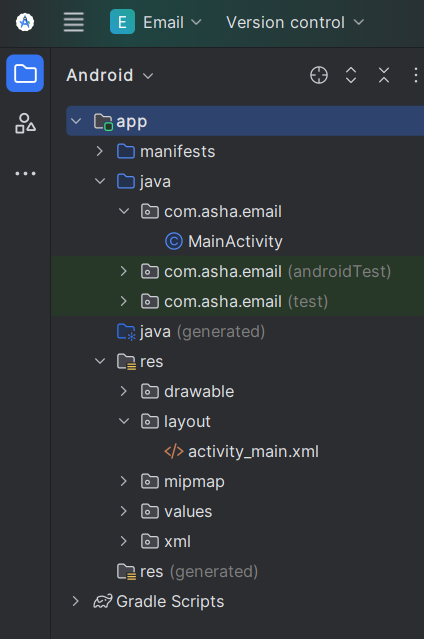 E Email Version control
Android
app
manifests
java
com.asha.email
C MainActivity
com.asha.email (androidTest)
com.asha.email (test)
java (generated)
res
drawable
layout
</> activity_main.xml
mipmap
values
xml
res (generated)
Gradle Scripts